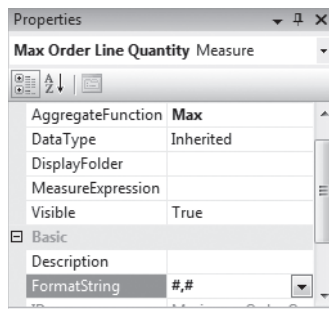 Properties
Max Order Line Quantity Measure
AggregateFunction Max
DataType Inherited
DisplayFolder
MeasureExpression
Visible True
Basic
Description
FormatString #,#